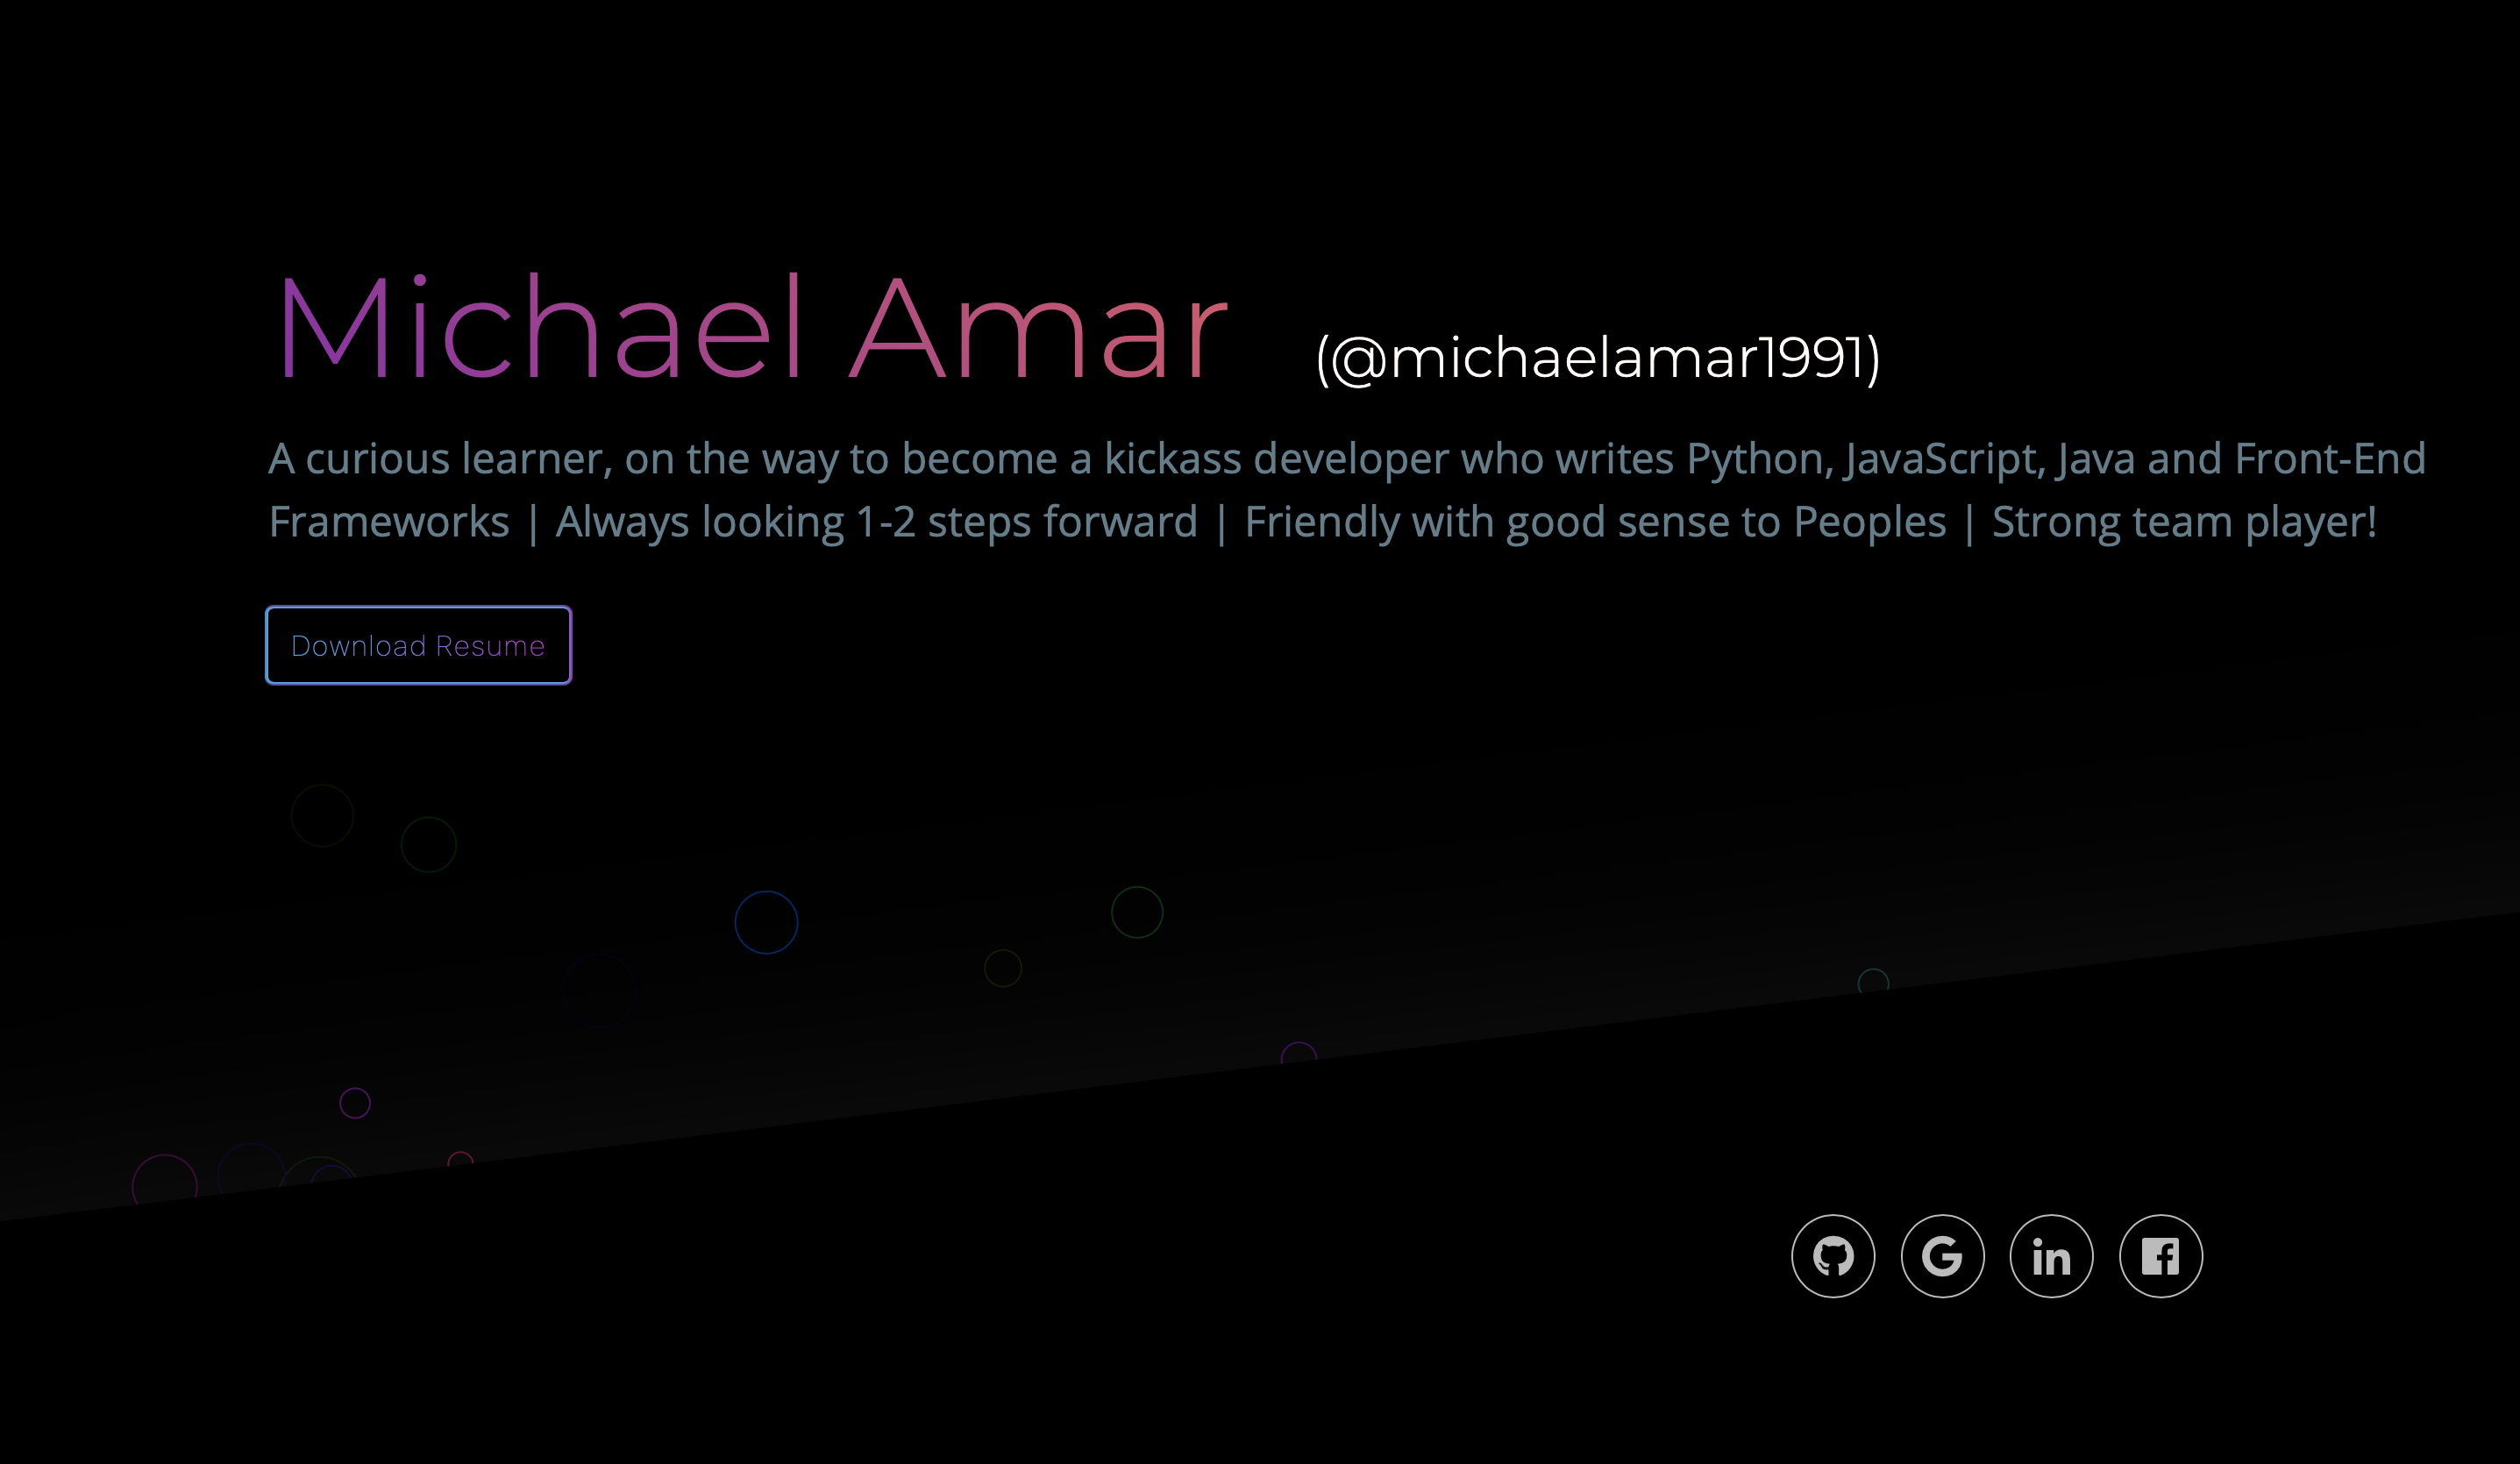 Michael Amar (@michaelamar1991)
A curious learner, on the way to become a kickass developer who writes Python, JavaScript, Java and Front-End
Frameworks | Always looking 1-2 steps forward | Friendly with good sense to Peoples | Strong team player!
Download Resume